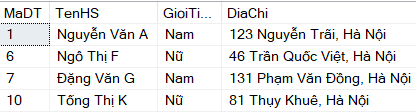 MaDT TenHS GioiTi... DiaChi
1 Nguyễn Văn A Nam 123 Nguyễn Trãi, Hà Nội
6 Ngô Thị F Nữ 46 Trần Quốc Việt, Hà Nội
7 Đặng Văn G Nam 131 Phạm Văn Đồng, Hà Nội
10 Tống Thị K Nữ 81 Thụy Khuê, Hà Nội